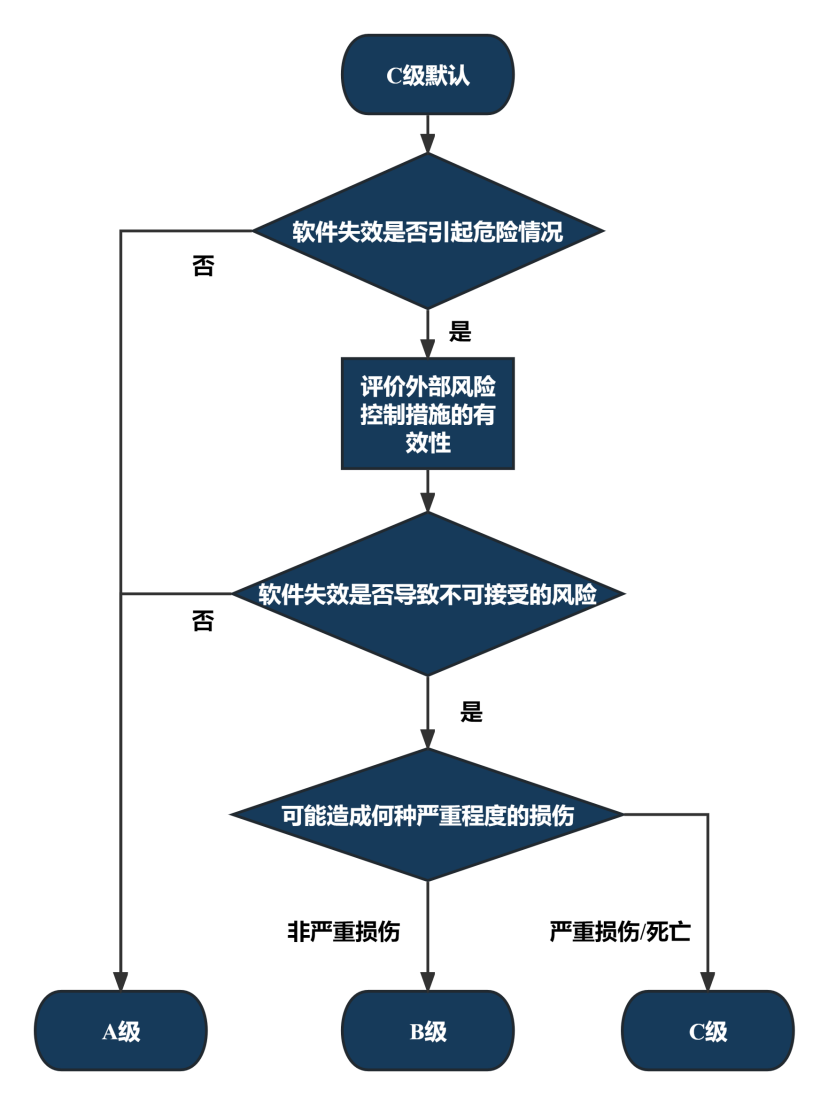 C级默认
软件失效是否引起危险情况
否
是
评价外部风险
控制措施的有
效性
软件失效是否导致不可接受的风险
否
是
可能造成何种严重程度的损伤
非严重损伤
严重损伤/死亡
A级
B级
C级